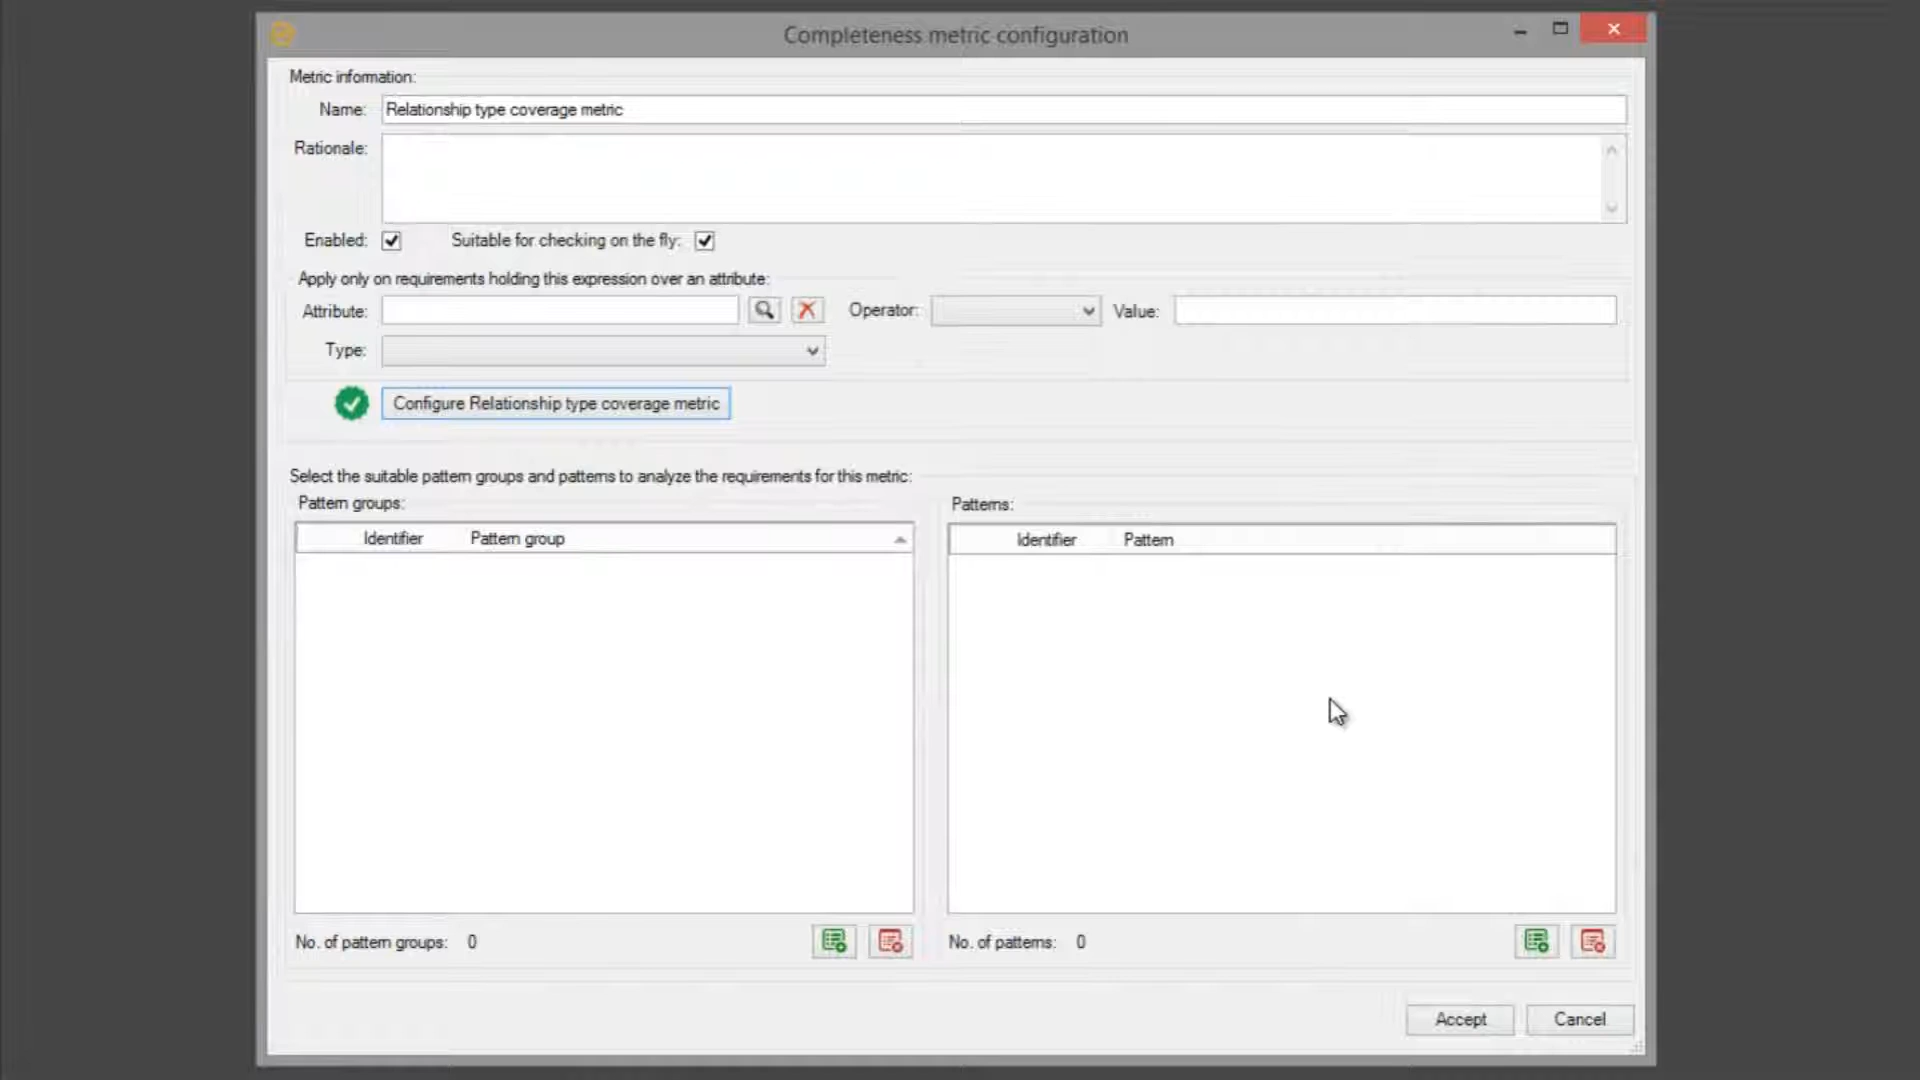 Completeness metric configuration
Metric information:
Name: Relationship type coverage metric
Rationale:
Enabled: Suitable for checking on the fly:
Apply only on requirements holding this expression over an attribute:
Attribute: Operator: Value:
Type:
Configure Relationship type coverage metric
Select the suitable pattern groups and patterns to analyze the requirements for this metric:
Pattern groups: Patterns:
Identifier Pattern group Identifier Pattern
No. of pattern groups: 0 No. of patterns: 0
Accept Cancel